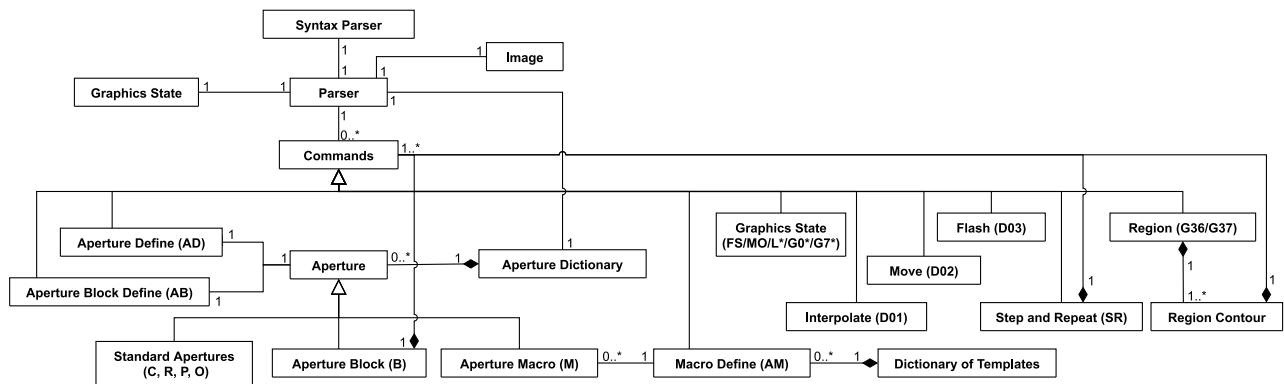 Syntax Parser
1
1
1
1
Image
Graphics State
1
1
Parser
1
1
0..*
Commands
1..*
Graphics State
(FS/MO/L*/G0*/G7*)
Flash (D03)
Region (G36/G37)
Aperture Define (AD)
1
1
Aperture
0..*
1
1
Aperture Dictionary
Move (D02)
1
Aperture Block Define (AB)
1
1..*
1
1
Interpolate (D01)
Step and Repeat (SR)
Region Contour
Standard Apertures
(C, R, P, O)
Aperture Block (B)
1
Aperture Macro (M)
0..*
1
Macro Define (AM)
0..*
1
Dictionary of Templates